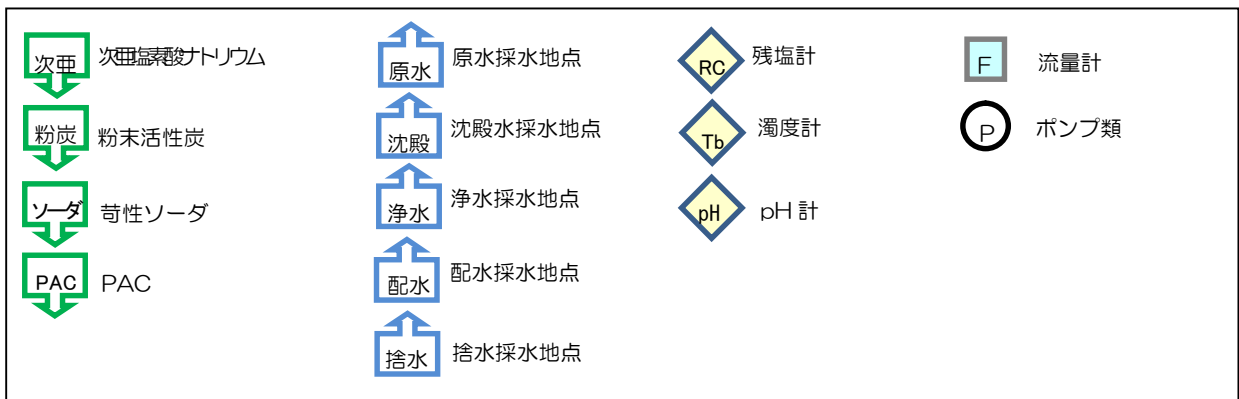 次亜 次亜塩素酸ナトリウム
粉炭 粉末活性炭
ソーダ 苛性ソーダ
PAC PAC
原水 原水採水地点
沈殿 沈殿水採水地点
浄水 浄水採水地点
配水 配水採水地点
捨水 捨水採水地点
RC 残塩計
Tb 濁度計
pH pH計
F 流量計
P ポンプ類